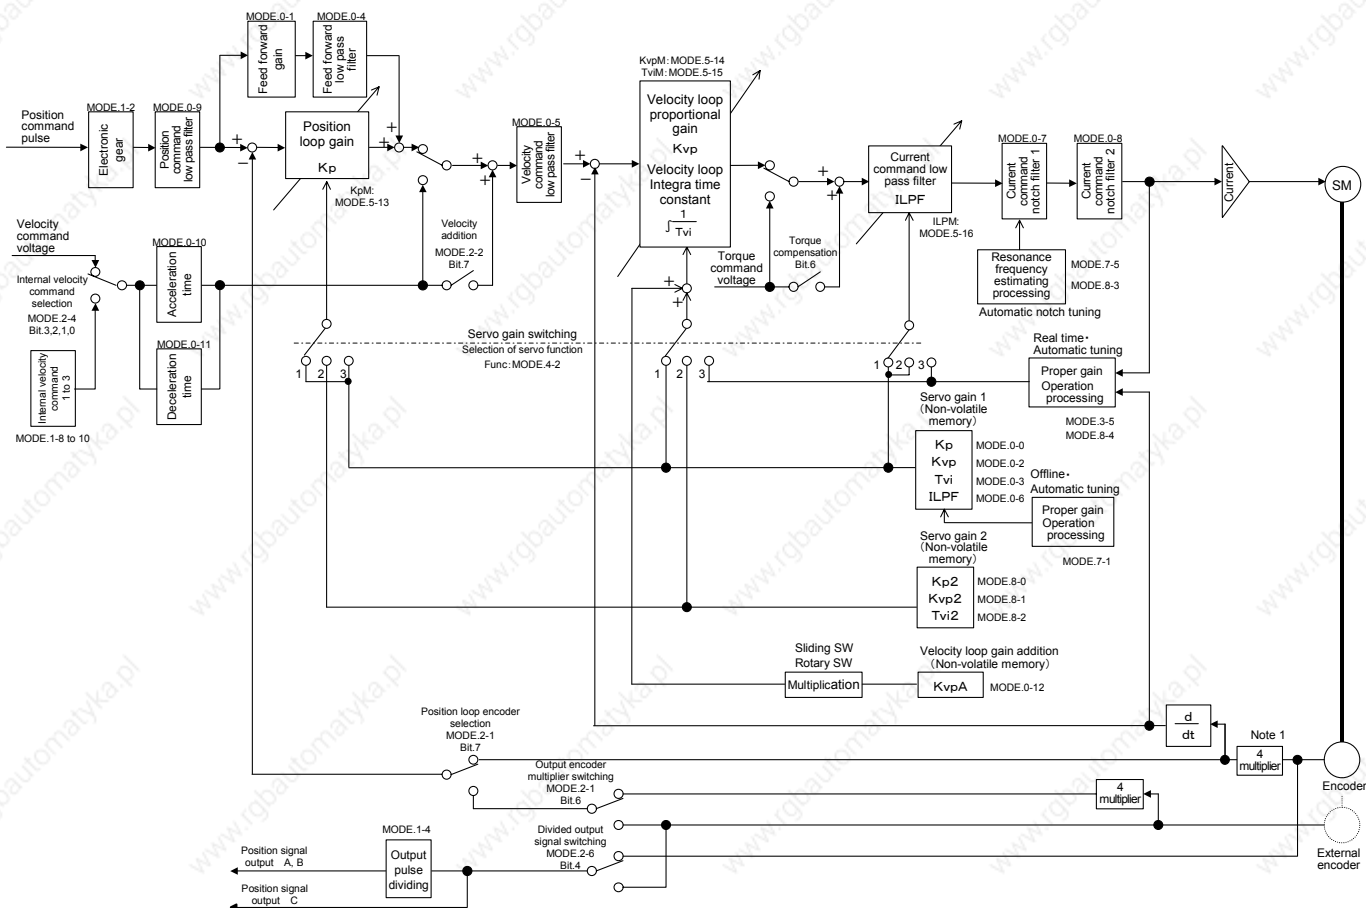 MODE.0-1
MODE.0-4
Feed forward
gain
Feed forward
low pass
filter
Position
command
pulse
MODE.1-2
Electronic
gear
MODE.0-9
Position
command
low pass filter
+
−
Position
loop gain
Kp
KpM:
MODE.5-13
+
+
+
+
MODE.0-5
Velocity
command
low pass filter
+
−
KvpM: MODE.5-14
TviM: MODE.5-15
Velocity loop
proportional
gain
Kvp
Velocity loop
Integra time
constant
∫ 1
Tvi
+
+
+
+
Current
command low
pass filter
ILPF
ILPM:
MODE.5-16
MODE.0-7
Current
command
notch filter 1
MODE.0-8
Current
command
notch filter 2
Current
SM
Velocity
command
voltage
Internal velocity
command
selection
MODE.2-4
Bit.3,2,1,0
Internal velocity
command
1 to 3
MODE.1-8 to 10
MODE.0-10
Acceleration
time
MODE.0-11
Deceleration
time
Velocity
addition
MODE.2-2
Bit.7
Torque
command
voltage
Torque
compensation
Bit.6
Resonance
frequency
estimating
processing
MODE.7-5
MODE.8-3
Automatic notch tuning
Servo gain switching
Selection of servo function
Func:MODE.4-2
1 2 3
1 2 3
1 2 3
Real time・
Automatic tuning
Proper gain
Operation
processing
MODE.3-5
MODE.8-4
Servo gain 1
(Non-volatile
memory)
Kp MODE.0-0
Kvp MODE.0-2
Tvi MODE.0-3
ILPF MODE.0-6
Offline・
Automatic tuning
Proper gain
Operation
processing
MODE.7-1
Servo gain 2
(Non-volatile
memory)
Kp2 MODE.8-0
Kvp2 MODE.8-1
Tvi2 MODE.8-2
Sliding SW
Rotary SW
Multiplication
Velocity loop gain addition
(Non-volatile memory)
KvpA MODE.0-12
d
dt
Note 1
4
multiplier
Encoder
Position loop encoder
selection
MODE.2-1
Bit.7
Output encoder
multiplier switching
MODE.2-1
Bit.6
4
multiplier
External
encoder
Divided output
signal switching
MODE.2-6
Bit.4
MODE.1-4
Output
pulse
dividing
Position signal
output A, B
Position signal
output C
www.rgbautomatyka.pl